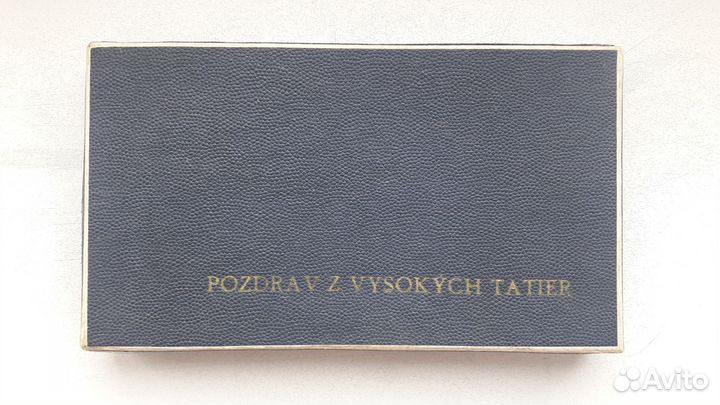 POZDRAV Z VYSOKÝCH TATIER
Avito